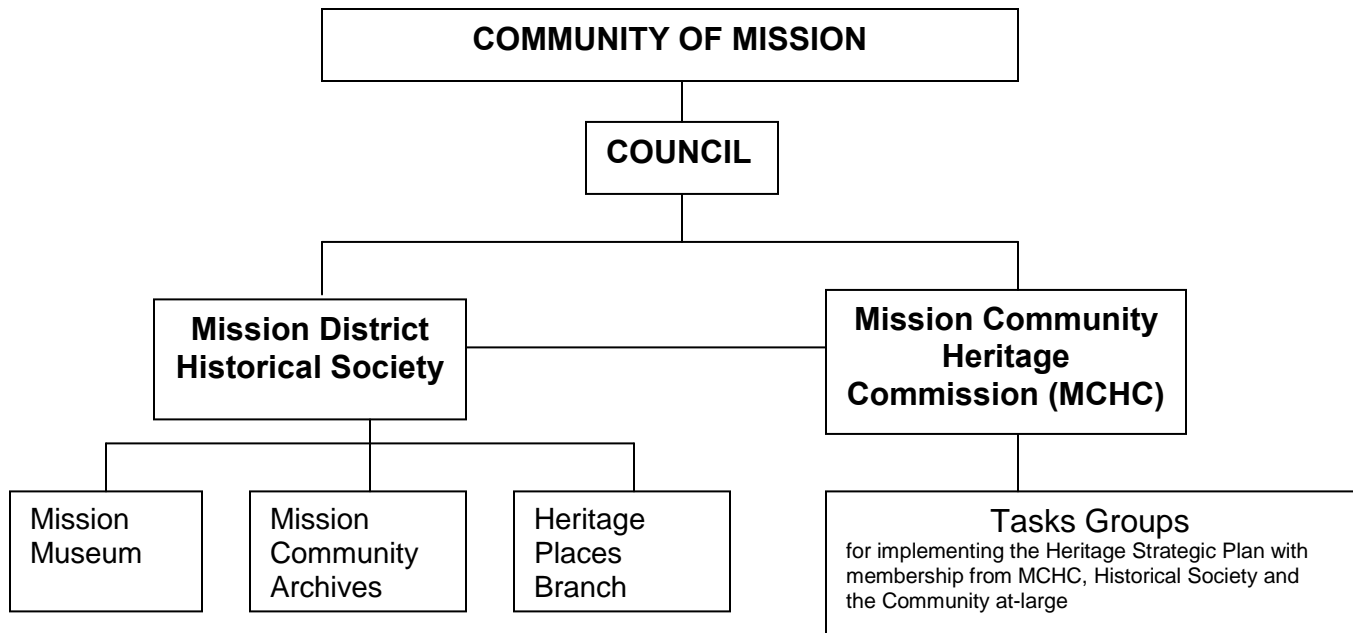 COMMUNITY OF MISSION
COUNCIL
Mission District
Historical Society
Mission Community
Heritage
Commission (MCHC)
Mission
Museum
Mission
Community
Archives
Heritage
Places
Branch
Tasks Groups
for implementing the Heritage Strategic Plan with
membership from MCHC, Historical Society and
the Community at-large